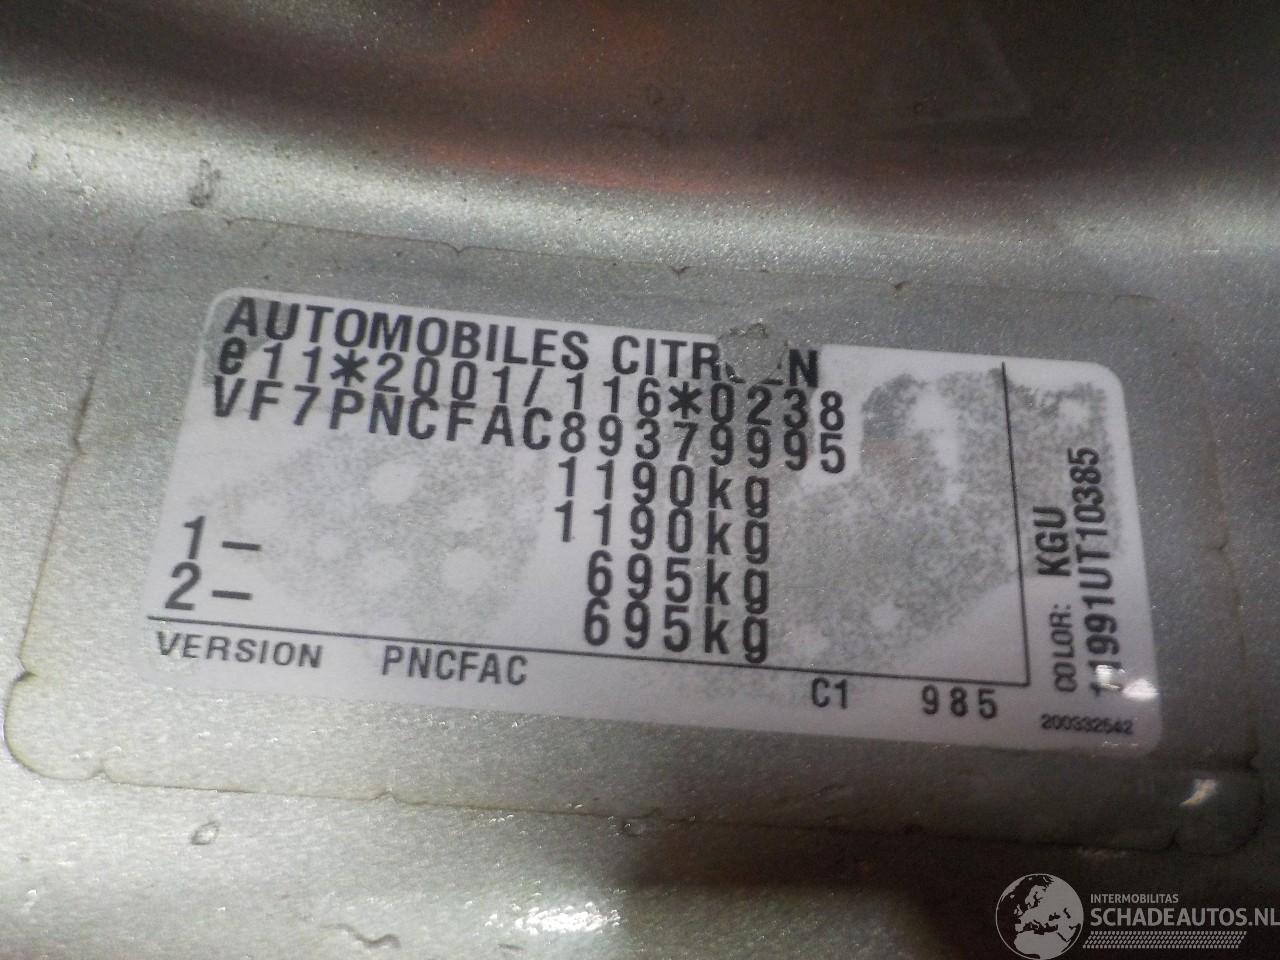 AUTOMOBILES CITROEN
e11*2001/116*0238
VF7PNCFAC89379995
1190kg
1190kg
1- 695kg
2- 695kg
VERSION PNCFAC C1 985
COLOR: KGU
11991UT10385
200332542
INTERMOBILITAS
SCHADEAUTOS.NL